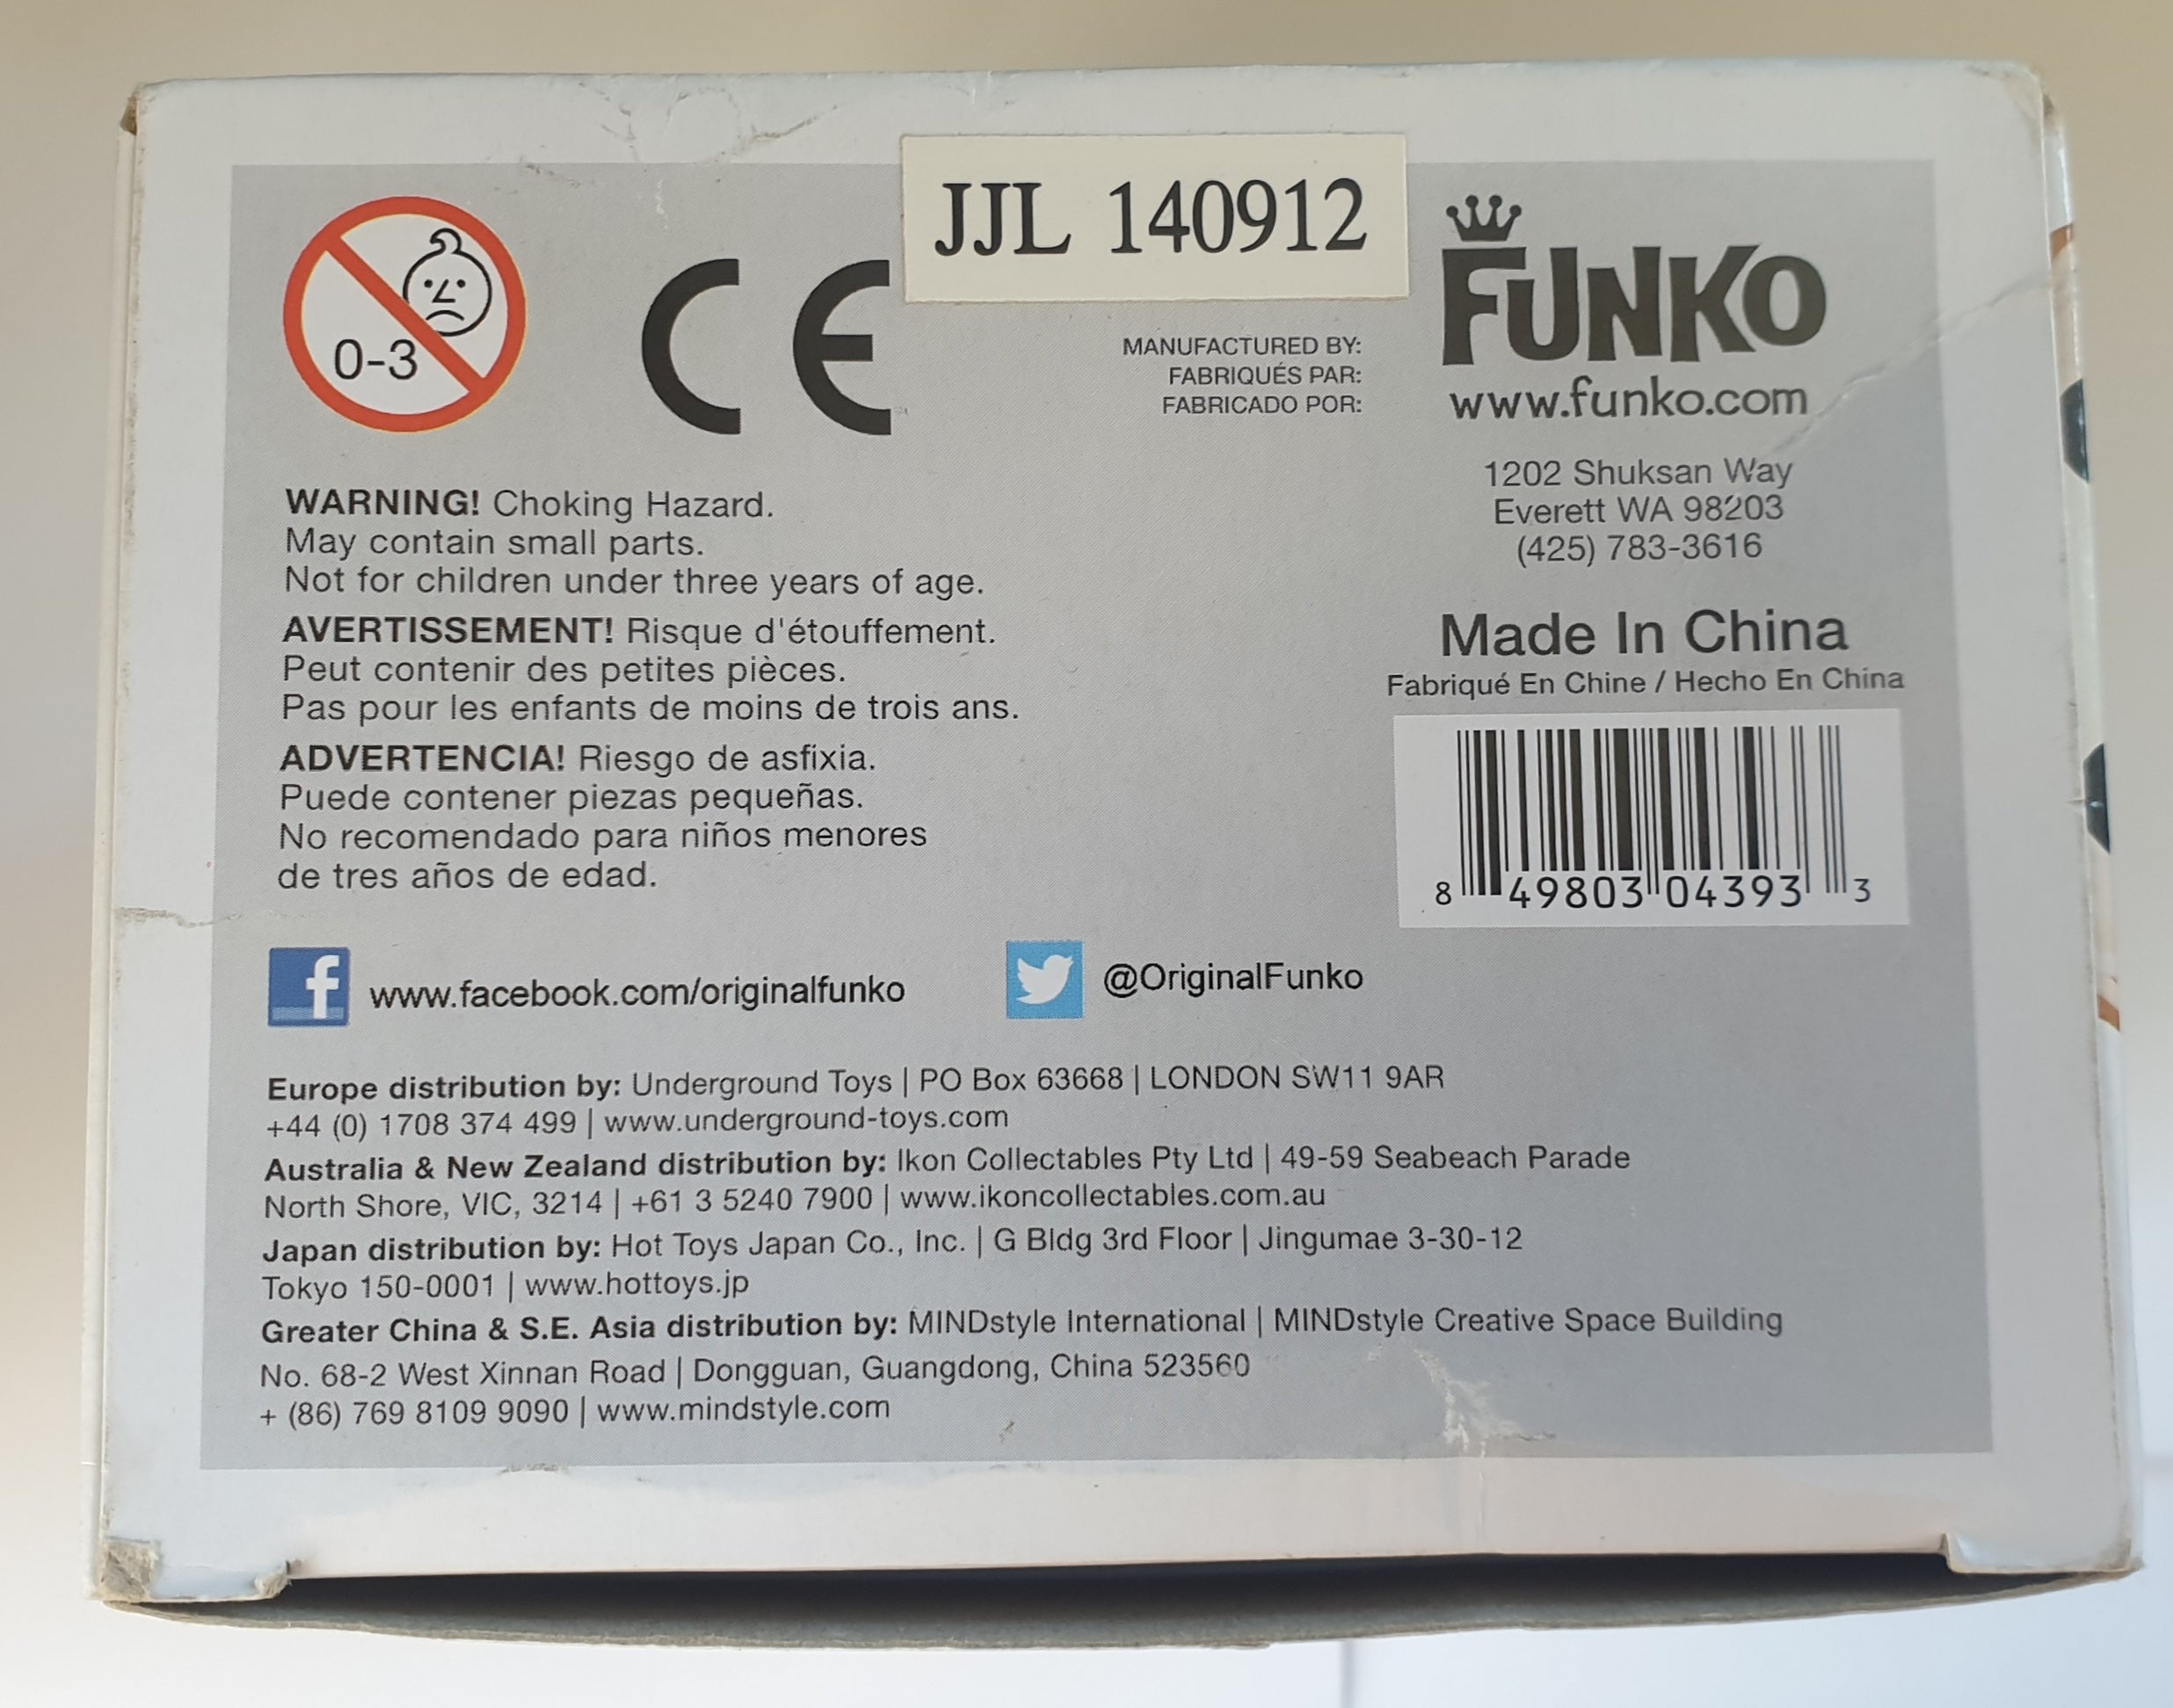 JJL 140912
0-3
CE
MANUFACTURED BY:
FABRIQUÉS PAR:
FABRICADO POR:
FUNKO
www.funko.com
1202 Shuksan Way
Everett WA 98203
(425) 783-3616
WARNING! Choking Hazard.
May contain small parts.
Not for children under three years of age.
AVERTISSEMENT! Risque d'étouffement.
Peut contenir des petites pièces.
Pas pour les enfants de moins de trois ans.
ADVERTENCIA! Riesgo de asfixia.
Puede contener piezas pequeñas.
No recomendado para niños menores
de tres años de edad.
Made In China
Fabriqué En Chine / Hecho En China
8 49803 04393 3
f www.facebook.com/originalfunko
@OriginalFunko
Europe distribution by: Underground Toys | PO Box 63668 | LONDON SW11 9AR
+44 (0) 1708 374 499 | www.underground-toys.com
Australia & New Zealand distribution by: Ikon Collectables Pty Ltd | 49-59 Seabeach Parade
North Shore, VIC, 3214 | +61 3 5240 7900 | www.ikoncollectables.com.au
Japan distribution by: Hot Toys Japan Co., Inc. | G Bldg 3rd Floor | Jingumae 3-30-12
Tokyo 150-0001 | www.hottoys.jp
Greater China & S.E. Asia distribution by: MINDstyle International | MINDstyle Creative Space Building
No. 68-2 West Xinnan Road | Dongguan, Guangdong, China 523560
+ (86) 769 8109 9090 | www.mindstyle.com